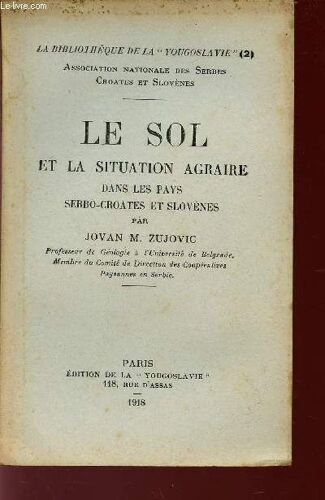 le-livre
LA BIBLIOTHÈQUE DE LA "YOUGOSLAVIE" (2)
ASSOCIATION NATIONALE DES SERBES
CROATES ET SLOVÈNES
LE SOL
ET LA SITUATION AGRAIRE
DANS LES PAYS
SERBO-CROATES ET SLOVÈNES
PAR
JOVAN M. ZUJOVIC
Professeur de Géologie à l'Université de Belgrade,
Membre du Comité de Direction des Coopératives
Paysannes en Serbie.
PARIS
ÉDITION DE LA "YOUGOSLAVIE"
118, RUE D'ASSAS
1918